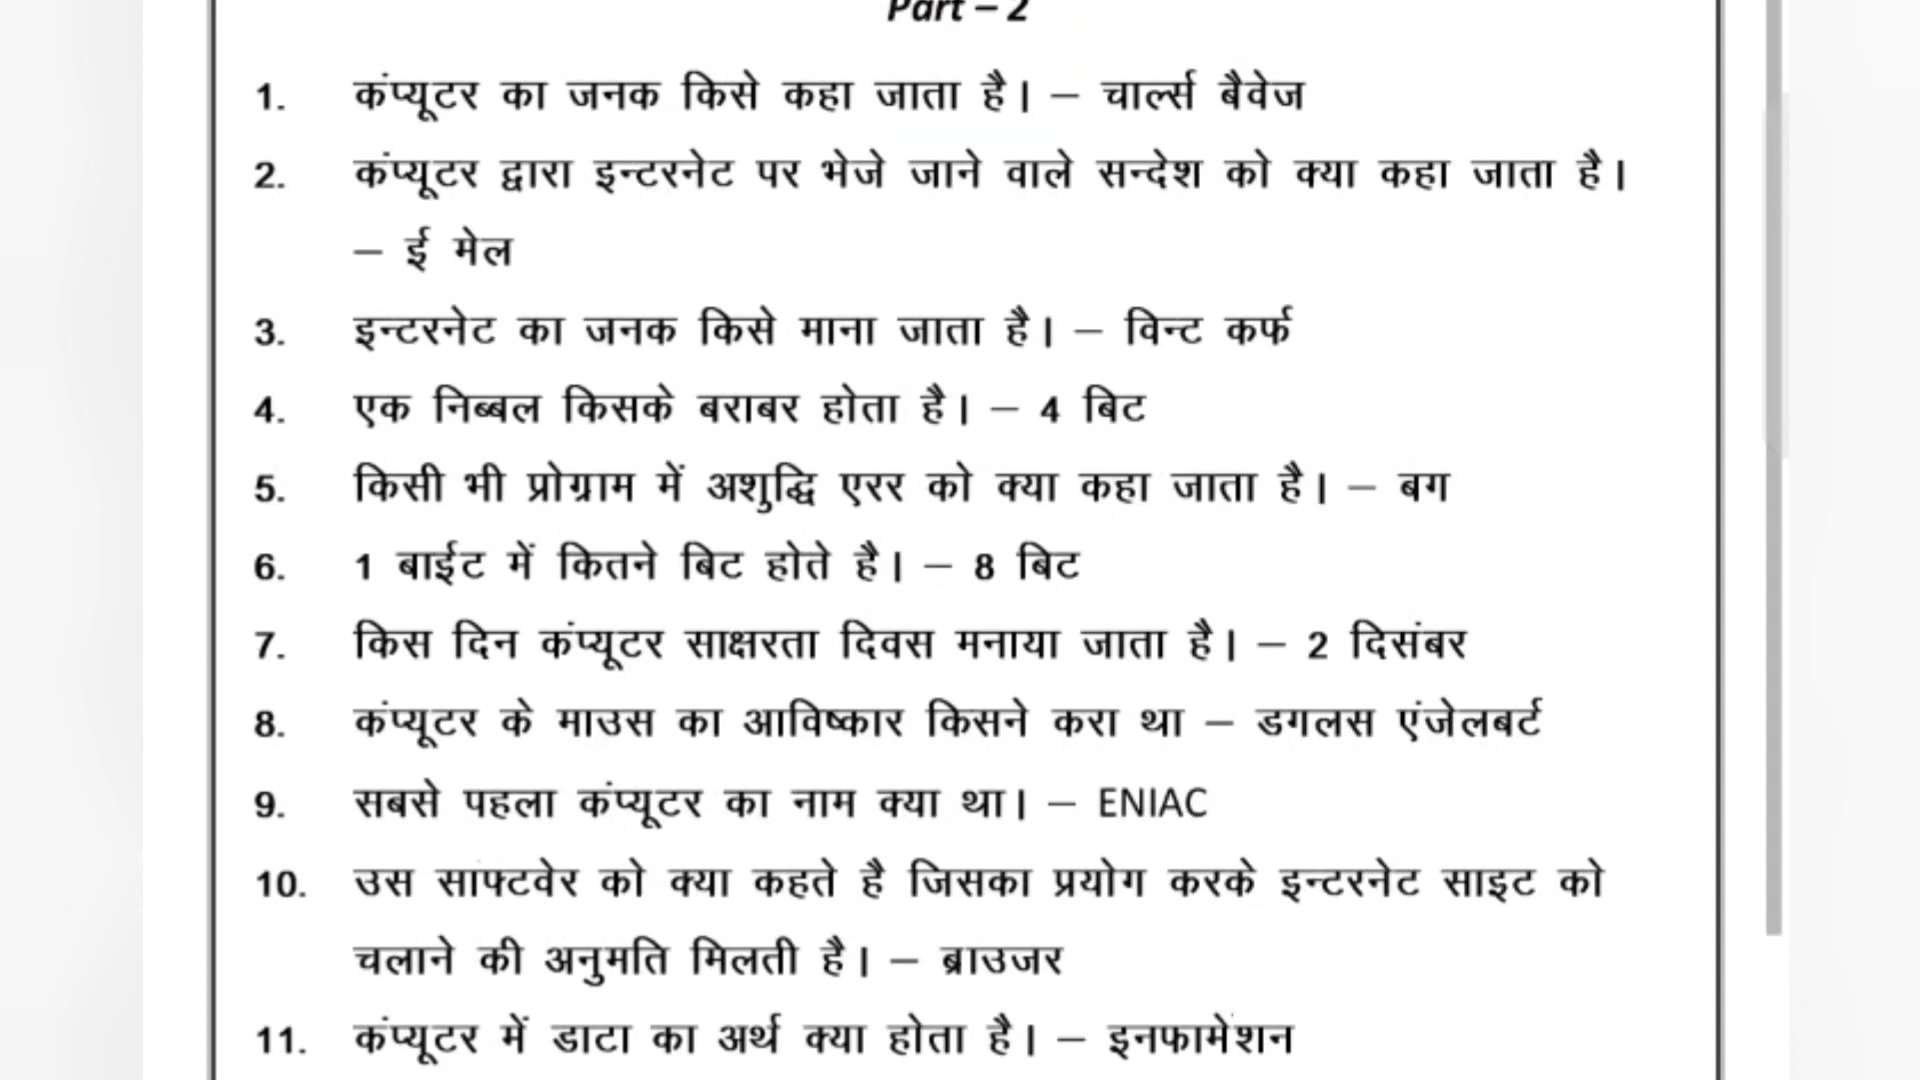 Part – 2
1. कंप्यूटर का जनक किसे कहा जाता है। – चार्ल्स बैवेज
2. कंप्यूटर द्वारा इन्टरनेट पर भेजे जाने वाले सन्देश को क्या कहा जाता है।
– ई मेल
3. इन्टरनेट का जनक किसे माना जाता है। – विन्ट कर्फ
4. एक निब्बल किसके बराबर होता है। – 4 बिट
5. किसी भी प्रोग्राम में अशुद्धि एरर को क्या कहा जाता है। – बग
6. 1 बाईट में कितने बिट होते है। – 8 बिट
7. किस दिन कंप्यूटर साक्षरता दिवस मनाया जाता है। – 2 दिसंबर
8. कंप्यूटर के माउस का आविष्कार किसने करा था – डगलस एंजेलबर्ट
9. सबसे पहला कंप्यूटर का नाम क्या था। – ENIAC
10. उस साफ्टवेर को क्या कहते है जिसका प्रयोग करके इन्टरनेट साइट को
चलाने की अनुमति मिलती है। – ब्राउजर
11. कंप्यूटर में डाटा का अर्थ क्या होता है। – इनफार्मेशन